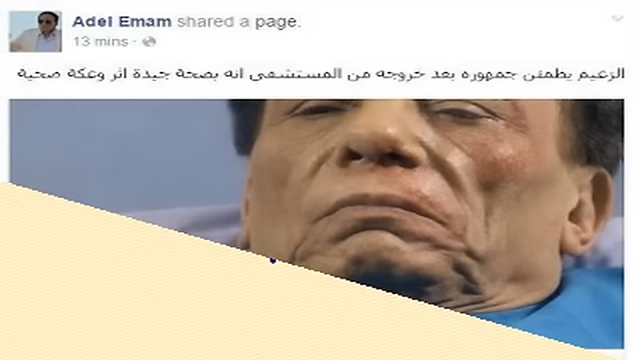 Adel Emam shared a page.
13 mins ·
الزعيم يطمئن جمهوره بعد خروجه من المستشفى انه بصحة جيدة اثر وعكة صحية